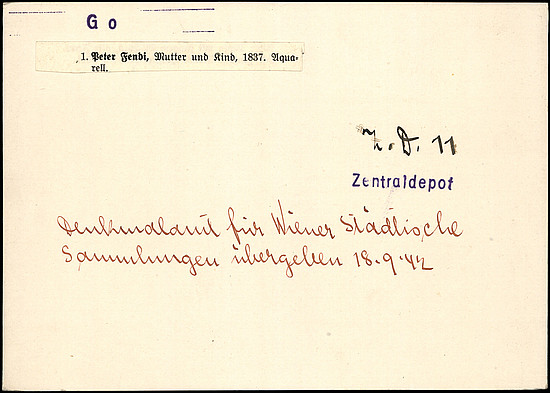 Go
1. Peter Fendi, Mutter und Kind, 1837. Aqua-
rell.
Z.D. 11
Zentraldepot
Denkmalamt für Wiener Städtische
Sammlungen übergeben 18.9.42